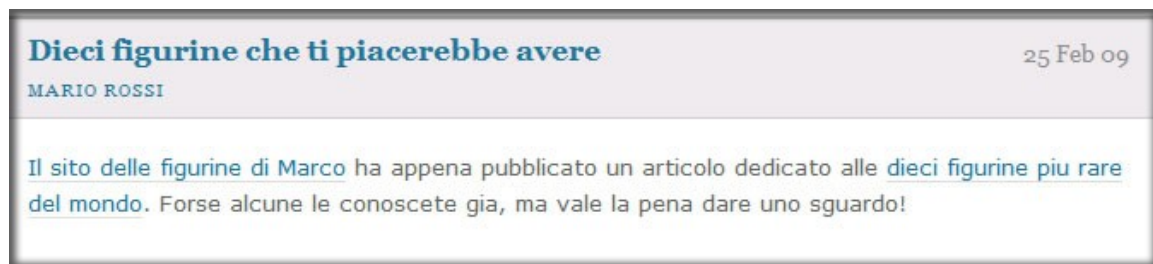 Dieci figurine che ti piacerebbe avere
25 Feb 09
MARIO ROSSI
Il sito delle figurine di Marco ha appena pubblicato un articolo dedicato alle dieci figurine piu rare
del mondo. Forse alcune le conoscete gia, ma vale la pena dare uno sguardo!